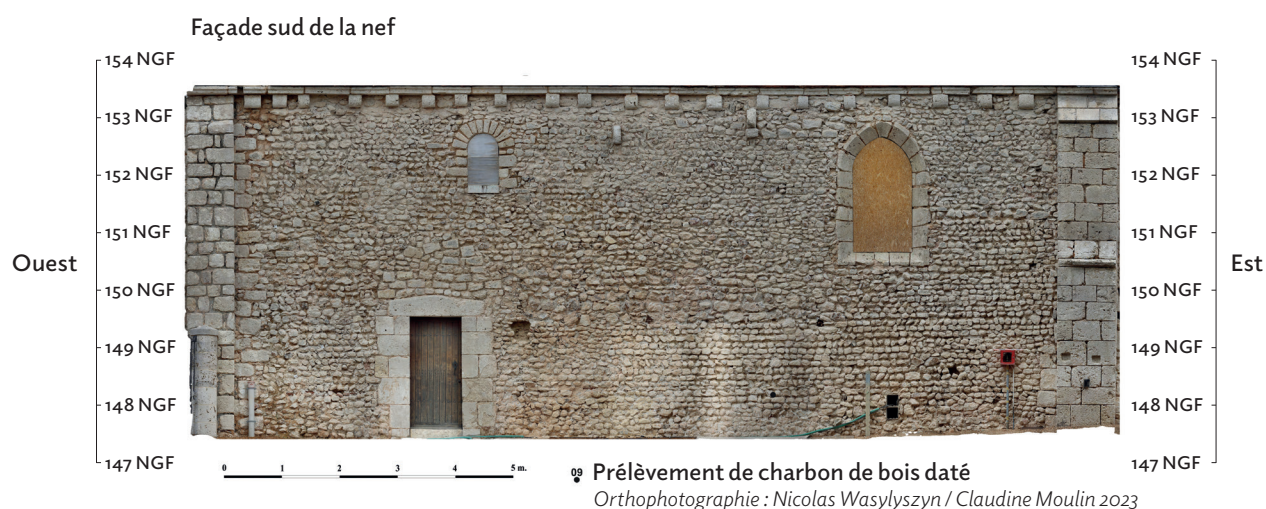 Façade sud de la nef
154 NGF
153 NGF
152 NGF
151 NGF
Ouest
150 NGF
149 NGF
148 NGF
147 NGF
154 NGF
153 NGF
152 NGF
151 NGF
Est
150 NGF
149 NGF
148 NGF
147 NGF
0 1 2 3 4 5 m.
09 Prélèvement de charbon de bois daté
Orthophotographie : Nicolas Wasylyszyn / Claudine Moulin 2023